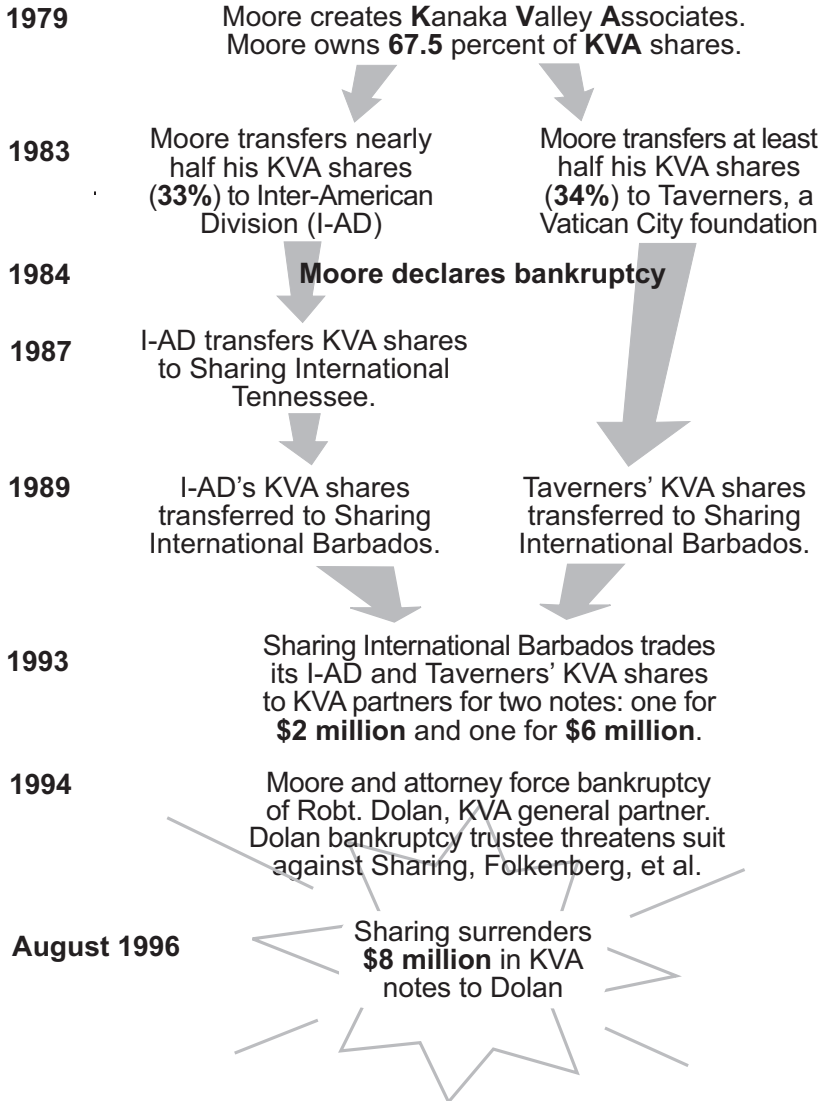 1979
Moore creates Kanaka Valley Associates.
Moore owns 67.5 percent of KVA shares.
1983
Moore transfers nearly
half his KVA shares
(33%) to Inter-American
Division (I-AD)
Moore transfers at least
half his KVA shares
(34%) to Taverners, a
Vatican City foundation
1984
Moore declares bankruptcy
1987
I-AD transfers KVA shares
to Sharing International
Tennessee.
1989
I-AD’s KVA shares
transferred to Sharing
International Barbados.
Taverners’ KVA shares
transferred to Sharing
International Barbados.
1993
Sharing International Barbados trades
its I-AD and Taverners’ KVA shares
to KVA partners for two notes: one for
$2 million and one for $6 million.
1994
Moore and attorney force bankruptcy
of Robt. Dolan, KVA general partner.
Dolan bankruptcy trustee threatens suit
against Sharing, Folkenberg, et al.
August 1996
Sharing surrenders
$8 million in KVA
notes to Dolan